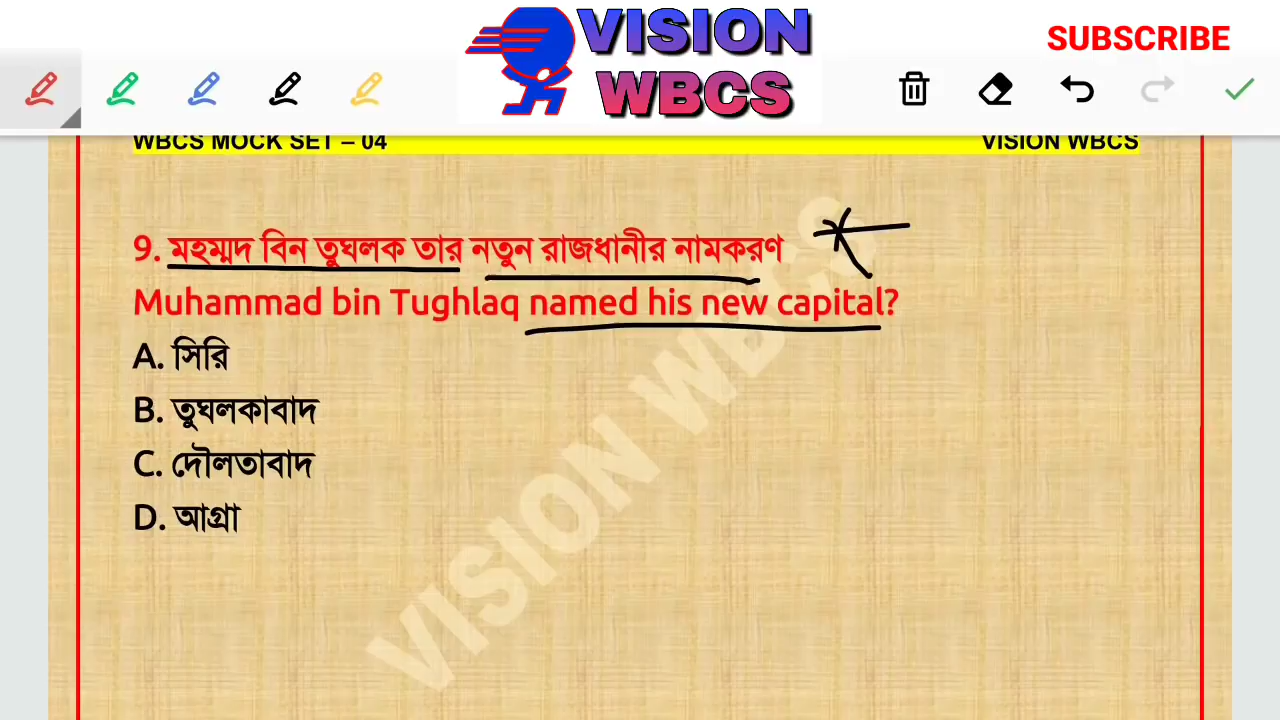 VISION
WBCS
SUBSCRIBE
WBCS MOCK SET – 04 VISION WBCS
9. মহম্মদ বিন তুঘলক তার নতুন রাজধানীর নামকরণ
Muhammad bin Tughlaq named his new capital?
A. সিরি
B. তুঘলকাবাদ
C. দৌলতাবাদ
D. আগ্রা
VISION WBCS